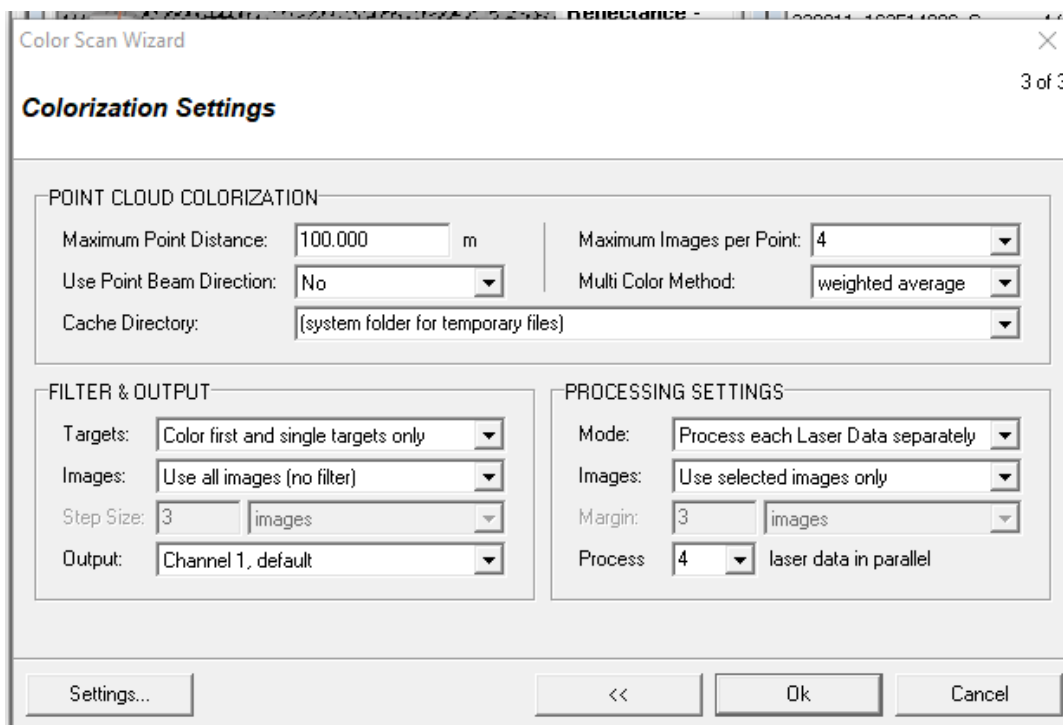 Reflectance -
Color Scan Wizard
3 of 3
Colorization Settings
POINT CLOUD COLORIZATION
Maximum Point Distance: 100.000 m Maximum Images per Point: 4
Use Point Beam Direction: No Multi Color Method: weighted average
Cache Directory: (system folder for temporary files)
FILTER & OUTPUT
Targets: Color first and single targets only
Images: Use all images (no filter)
Step Size: 3 images
Output: Channel 1, default
PROCESSING SETTINGS
Mode: Process each Laser Data separately
Images: Use selected images only
Margin: 3 images
Process 4 laser data in parallel
Settings... << Ok Cancel